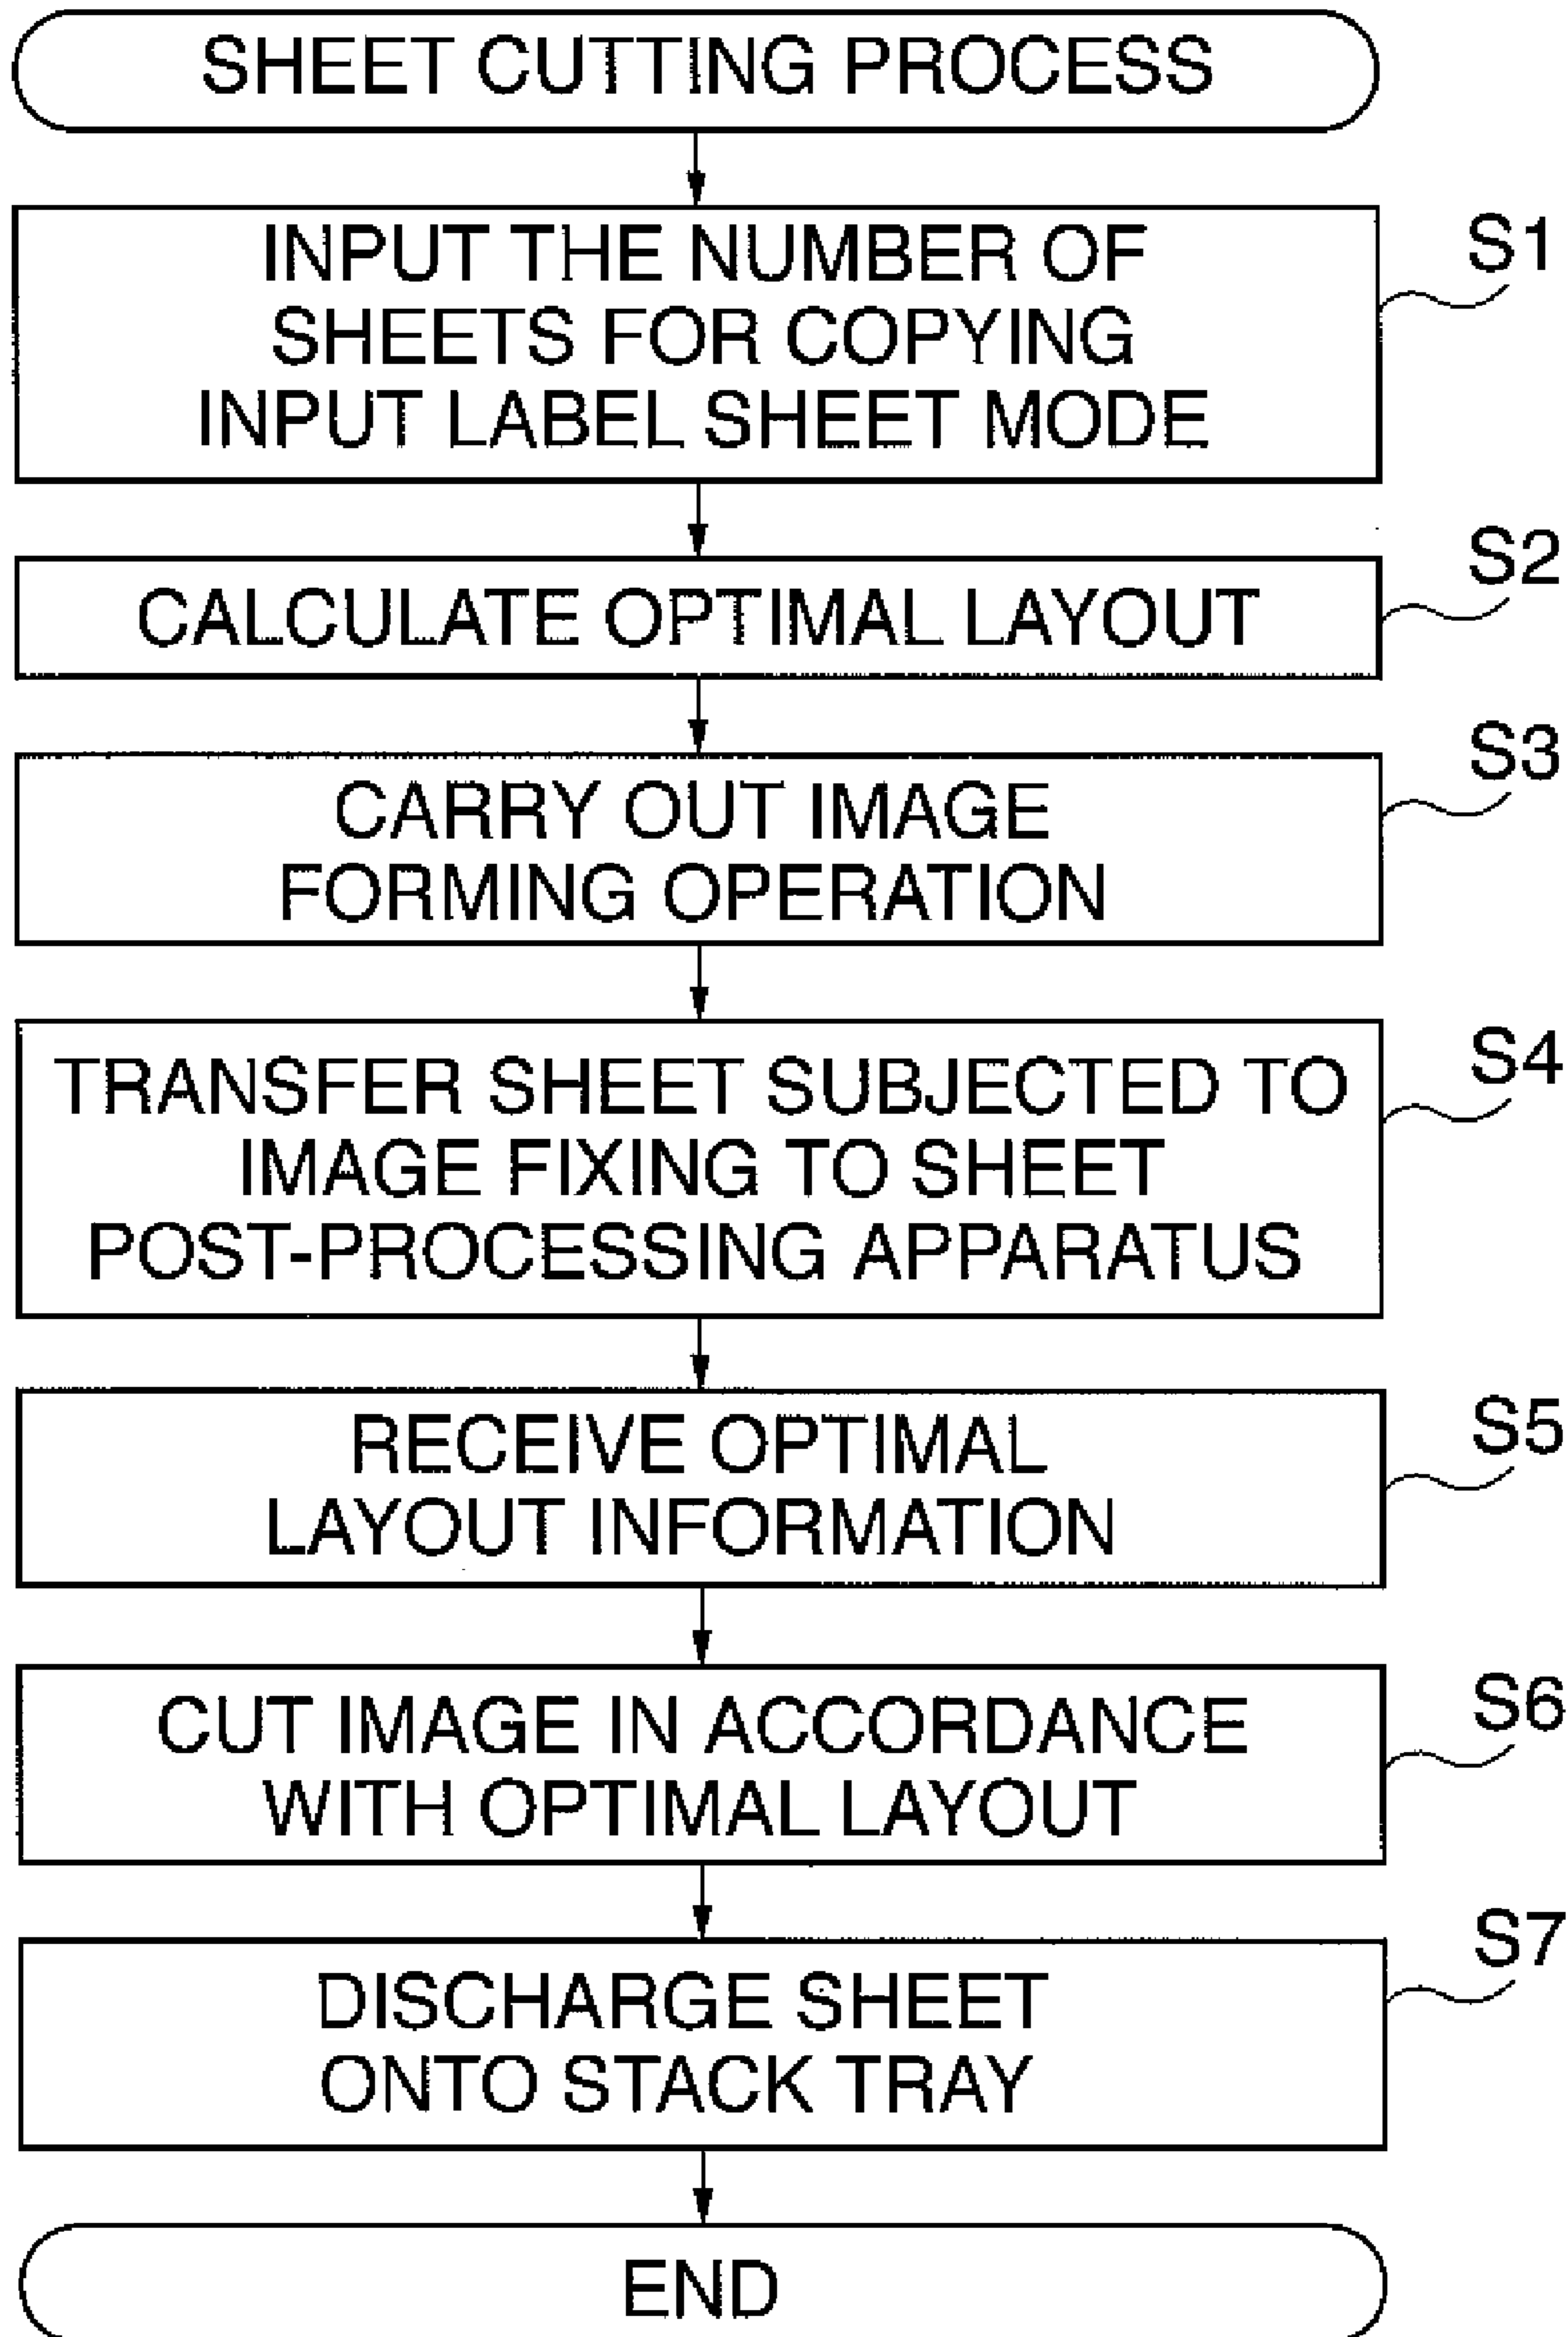 SHEET CUTTING PROCESS
INPUT THE NUMBER OF
SHEETS FOR COPYING
INPUT LABEL SHEET MODE
S1
CALCULATE OPTIMAL LAYOUT
S2
CARRY OUT IMAGE
FORMING OPERATION
S3
TRANSFER SHEET SUBJECTED TO
IMAGE FIXING TO SHEET
POST-PROCESSING APPARATUS
S4
RECEIVE OPTIMAL
LAYOUT INFORMATION
S5
CUT IMAGE IN ACCORDANCE
WITH OPTIMAL LAYOUT
S6
DISCHARGE SHEET
ONTO STACK TRAY
S7
END